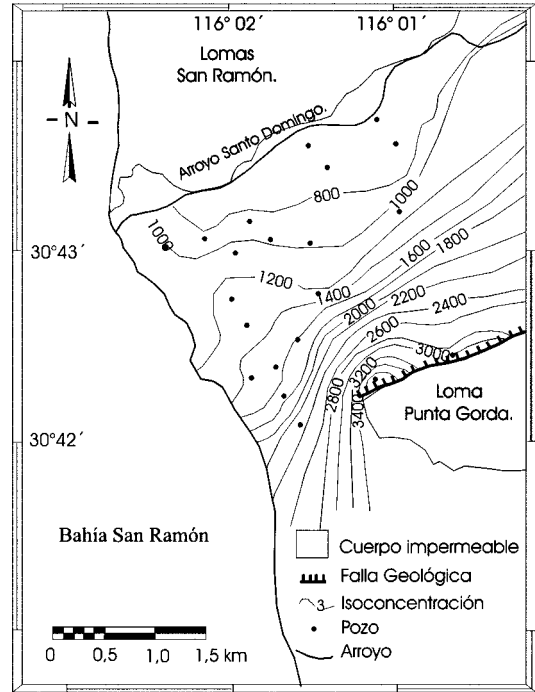 116°02´ 116°01´
Lomas
San Ramón.
N
Arroyo Santo Domingo.
800
1000
1000
30°43´
1200
1400
1600
1800
2000
2200
2400
2600
2800
3000
3200
3400
Loma
Punta Gorda.
30°42´
Bahía San Ramón
Cuerpo impermeable
Falla Geológica
3 Isoconcentración
Pozo
Arroyo
0 0,5 1,0 1,5 km